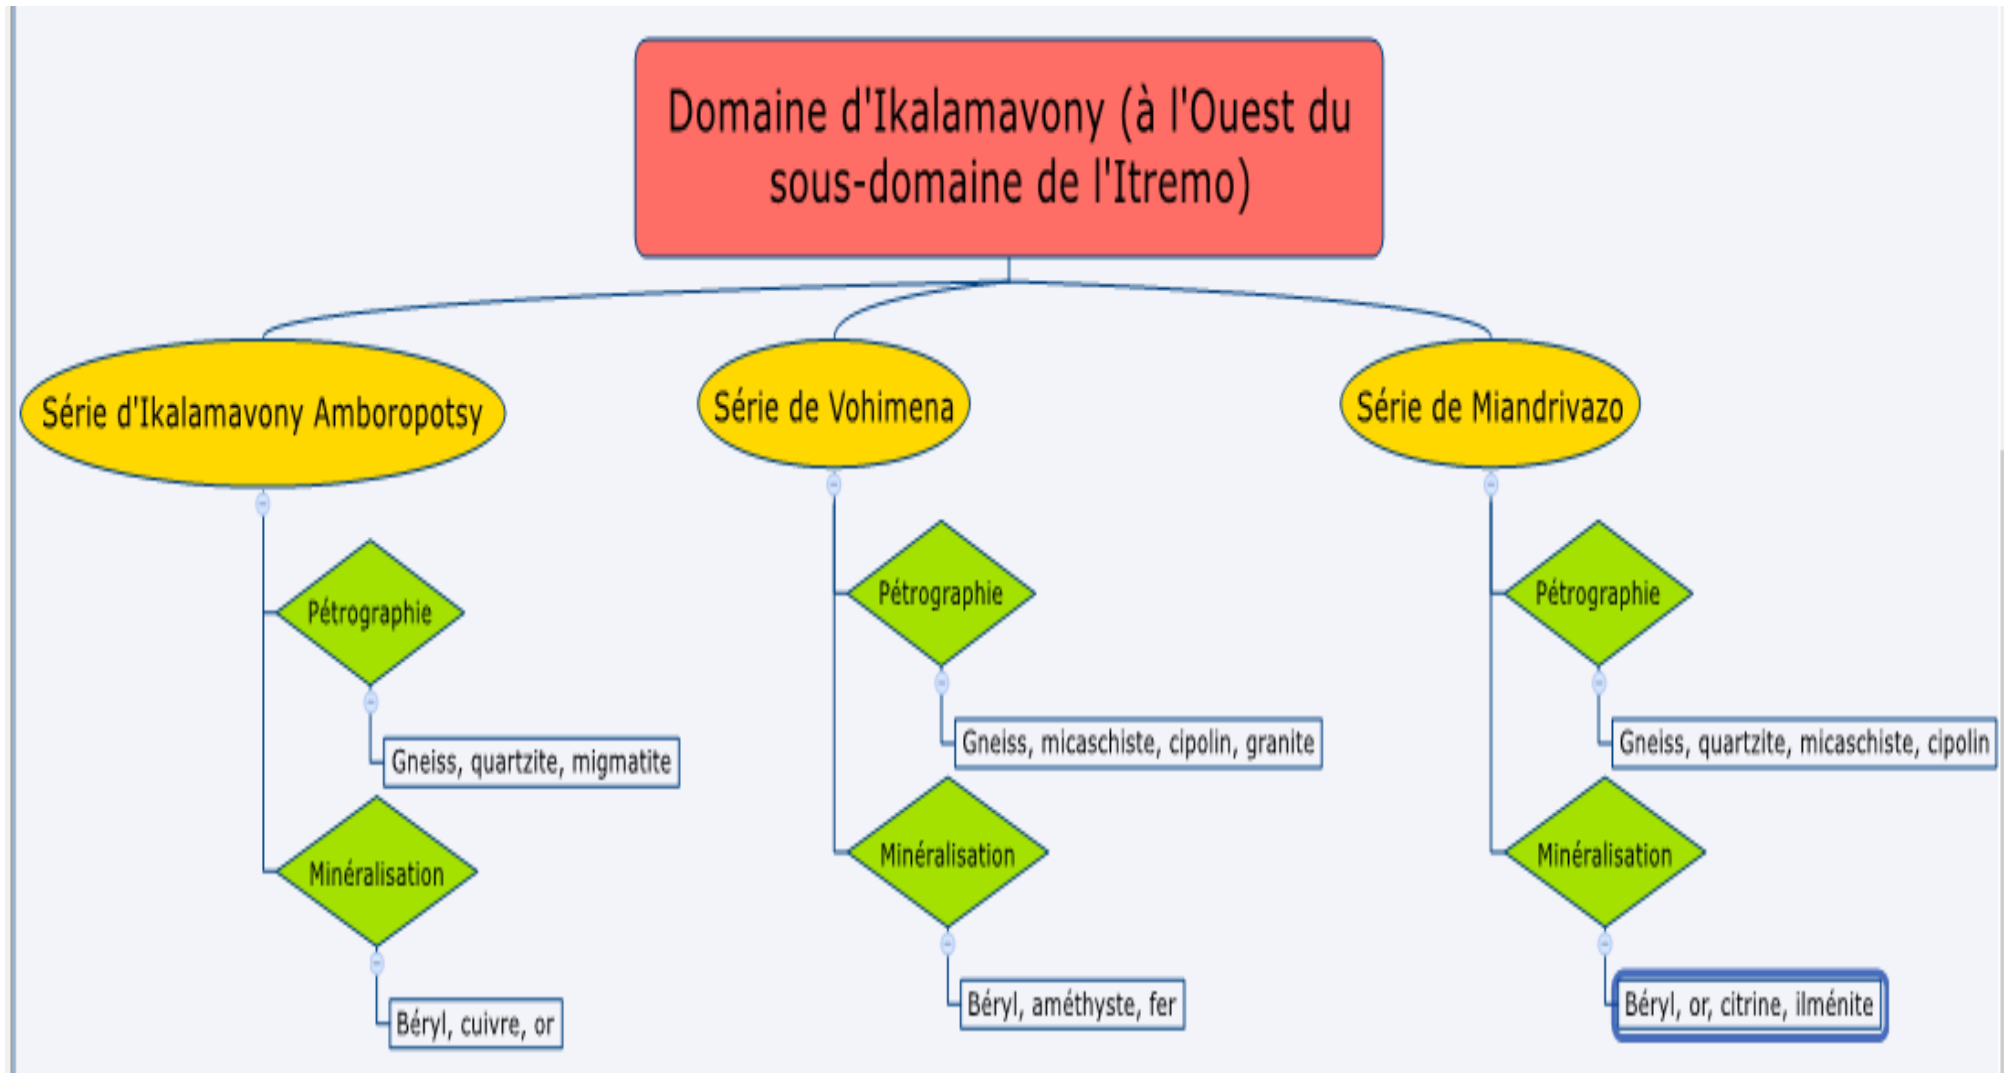 Domaine d'Ikalamavony (à l'Ouest du
sous-domaine de l'Itremo)
Série d'Ikalamavony Amboropotsy
Série de Vohimena
Série de Miandrivazo
Pétrographie
Pétrographie
Pétrographie
Gneiss, quartzite, migmatite
Gneiss, micaschiste, cipolin, granite
Gneiss, quartzite, micaschiste, cipolin
Minéralisation
Minéralisation
Minéralisation
Béryl, cuivre, or
Béryl, améthyste, fer
Béryl, or, citrine, ilménite